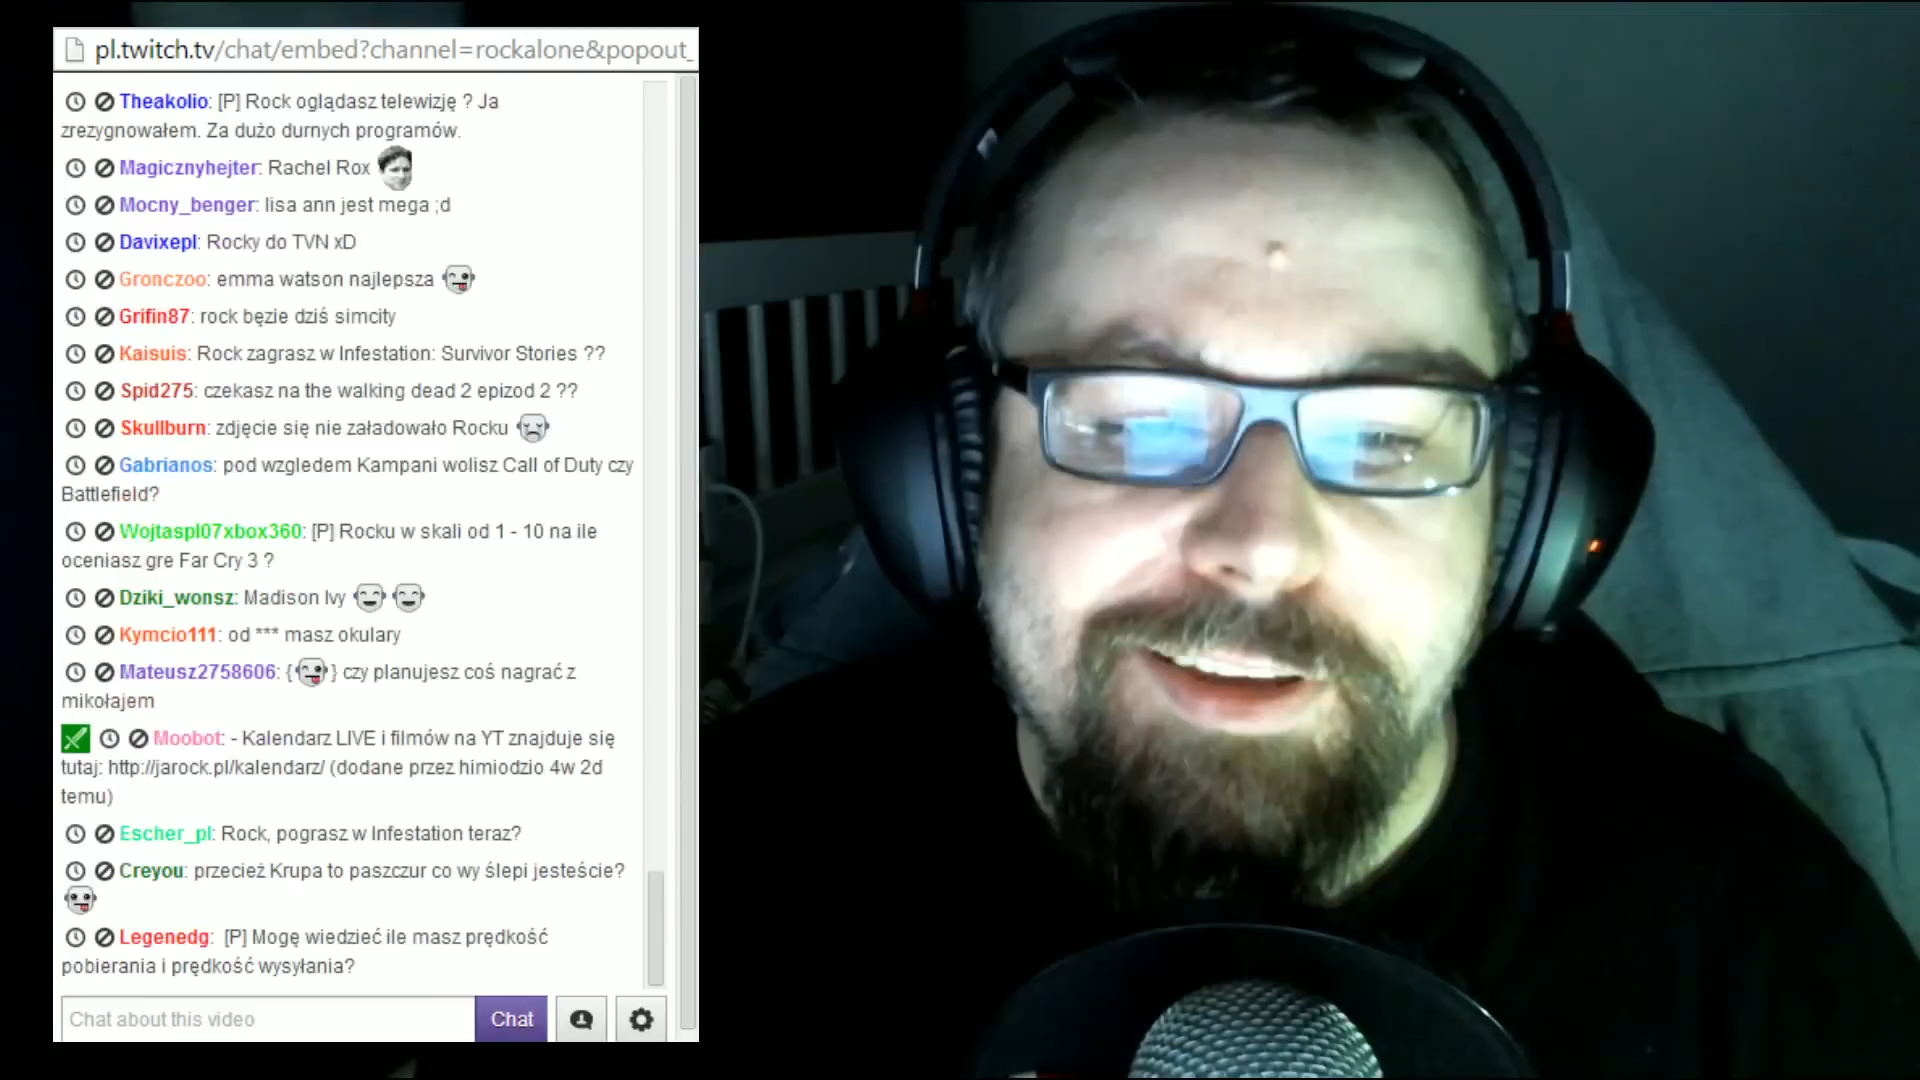 pl.twitch.tv/chat/embed?channel=rockalone&popout_
Theakolio: [P] Rock oglądasz telewizję ? Ja
zrezygnowałem. Za dużo durnych programów.
Magicznyhejter: Rachel Rox
Mocny_benger: lisa ann jest mega ;d
Davixepl: Rocky do TVN xD
Gronczoo: emma watson najlepsza
Grifin87: rock bęzie dziś simcity
Kaisuis: Rock zagrasz w Infestation: Survivor Stories ??
Spid275: czekasz na the walking dead 2 epizod 2 ??
Skullburn: zdjęcie się nie załadowało Rocku
Gabrianos: pod wzgledem Kampani wolisz Call of Duty czy
Battlefield?
Wojtaspl07xbox360: [P] Rocku w skali od 1 - 10 na ile
oceniasz gre Far Cry 3 ?
Dziki_wonsz: Madison Ivy
Kymcio111: od *** masz okulary
Mateusz2758606: { } czy planujesz coś nagrać z
mikołajem
Moobot: - Kalendarz LIVE i filmów na YT znajduje się
tutaj: http://jarock.pl/kalendarz/ (dodane przez himiodzio 4w 2d
temu)
Escher_pl: Rock, pograsz w Infestation teraz?
Creyou: przecież Krupa to paszczur co wy ślepi jesteście?
Legenedg: [P] Mogę wiedzieć ile masz prędkość
pobierania i prędkość wysyłania?
Chat about this video
Chat